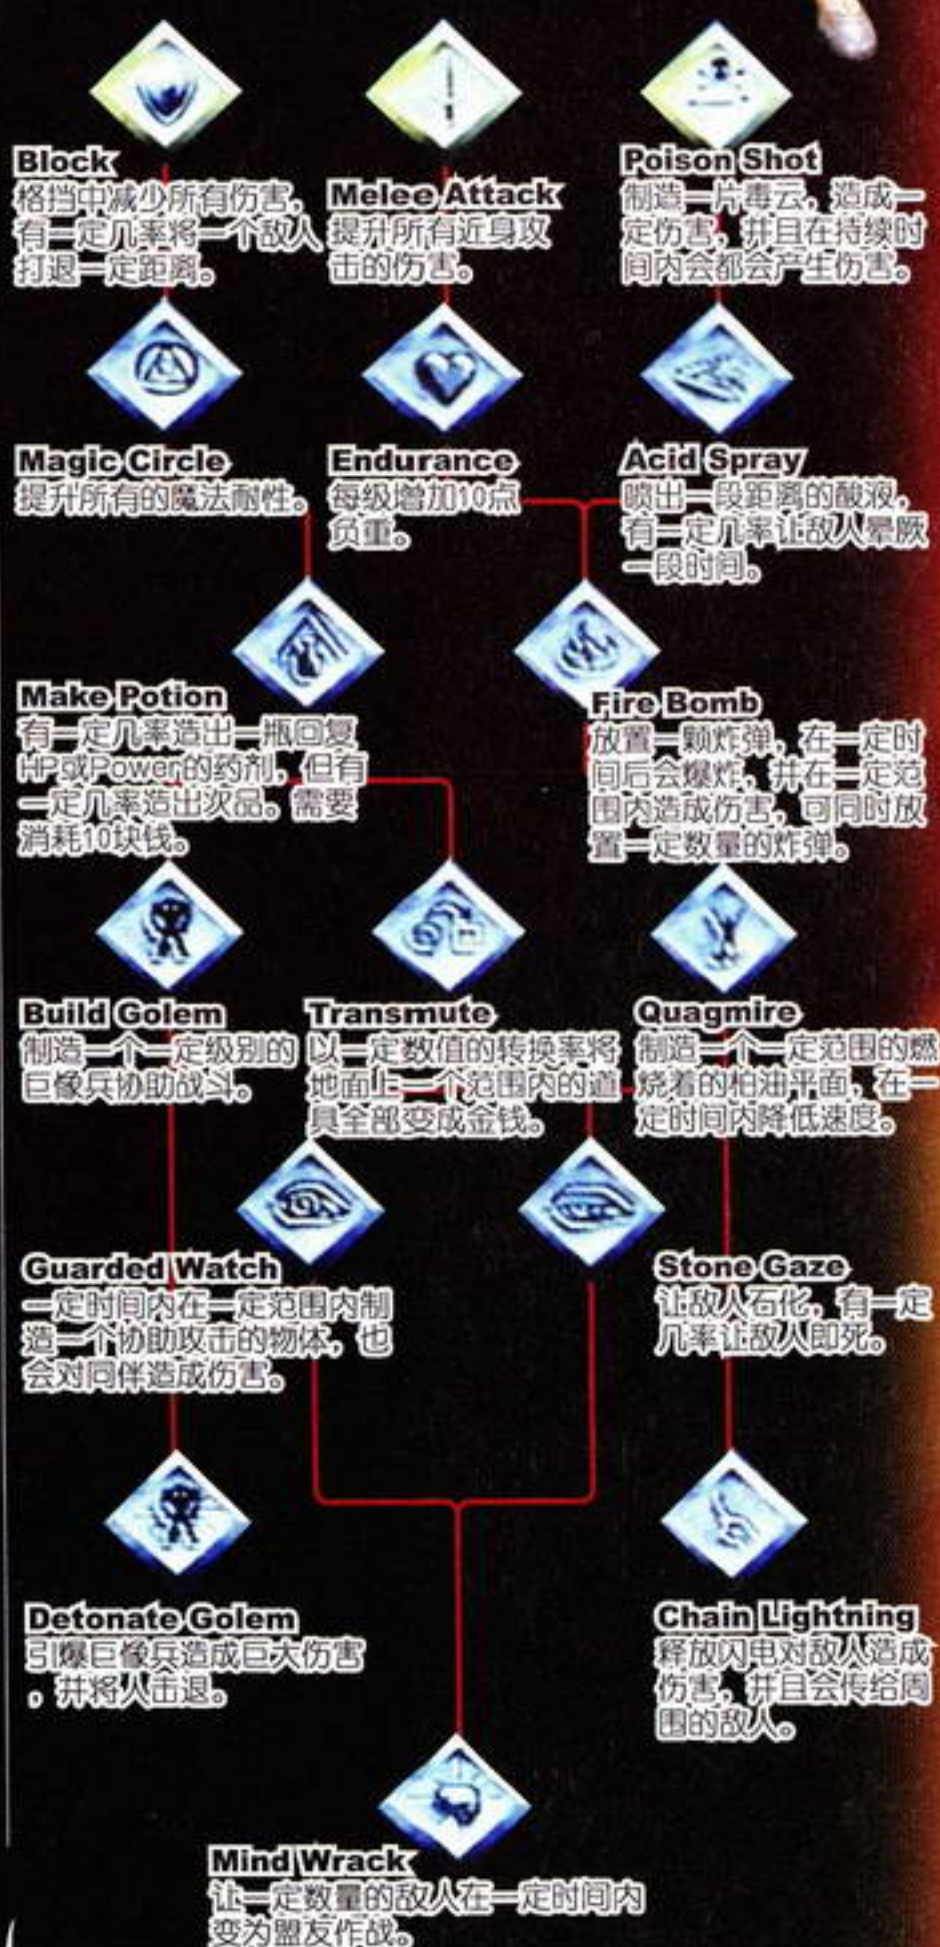 Block
格挡中减少所有伤害，
有一定几率将一个敌人
打退一定距离。
Melee Attack
提升所有近身攻
击的伤害。
Poison Shot
制造一片毒云，造成一
定伤害，并且在持续时
间内会都会产生伤害。
Magic Circle
提升所有的魔法耐性。
Endurance
每级增加10点
负重。
Acid Spray
喷出一段距离的酸液，
有一定几率让敌人晕厥
一段时间。
Make Potion
有一定几率造出一瓶回复
HP或Power的药剂，但有
一定几率造出次品。需要
消耗10块钱。
Fire Bomb
放置一颗炸弹，在一定时
间后会爆炸，并在一定范
围内造成伤害，可同时放
置一定数量的炸弹。
Build Golem
制造一个一定级别的
巨像兵协助战斗。
Transmute
以一定数值的转换率将
地面上一个范围内的道
具全部变成金钱。
Quagmire
制造一个一定范围的燃
烧着的柏油平面，在一
定时间内降低速度。
Guarded Watch
一定时间内在一定范围内制
造一个协助攻击的物体，也
会对同伴造成伤害。
Stone Gaze
让敌人石化，有一定
几率让敌人即死。
Detonate Golem
引爆巨像兵造成巨大伤害
，并将人击退。
Chain Lightning
释放闪电对敌人造成
伤害，并且会传给周
围的敌人。
Mind Wrack
让一定数量的敌人在一定时间内
变为盟友作战。